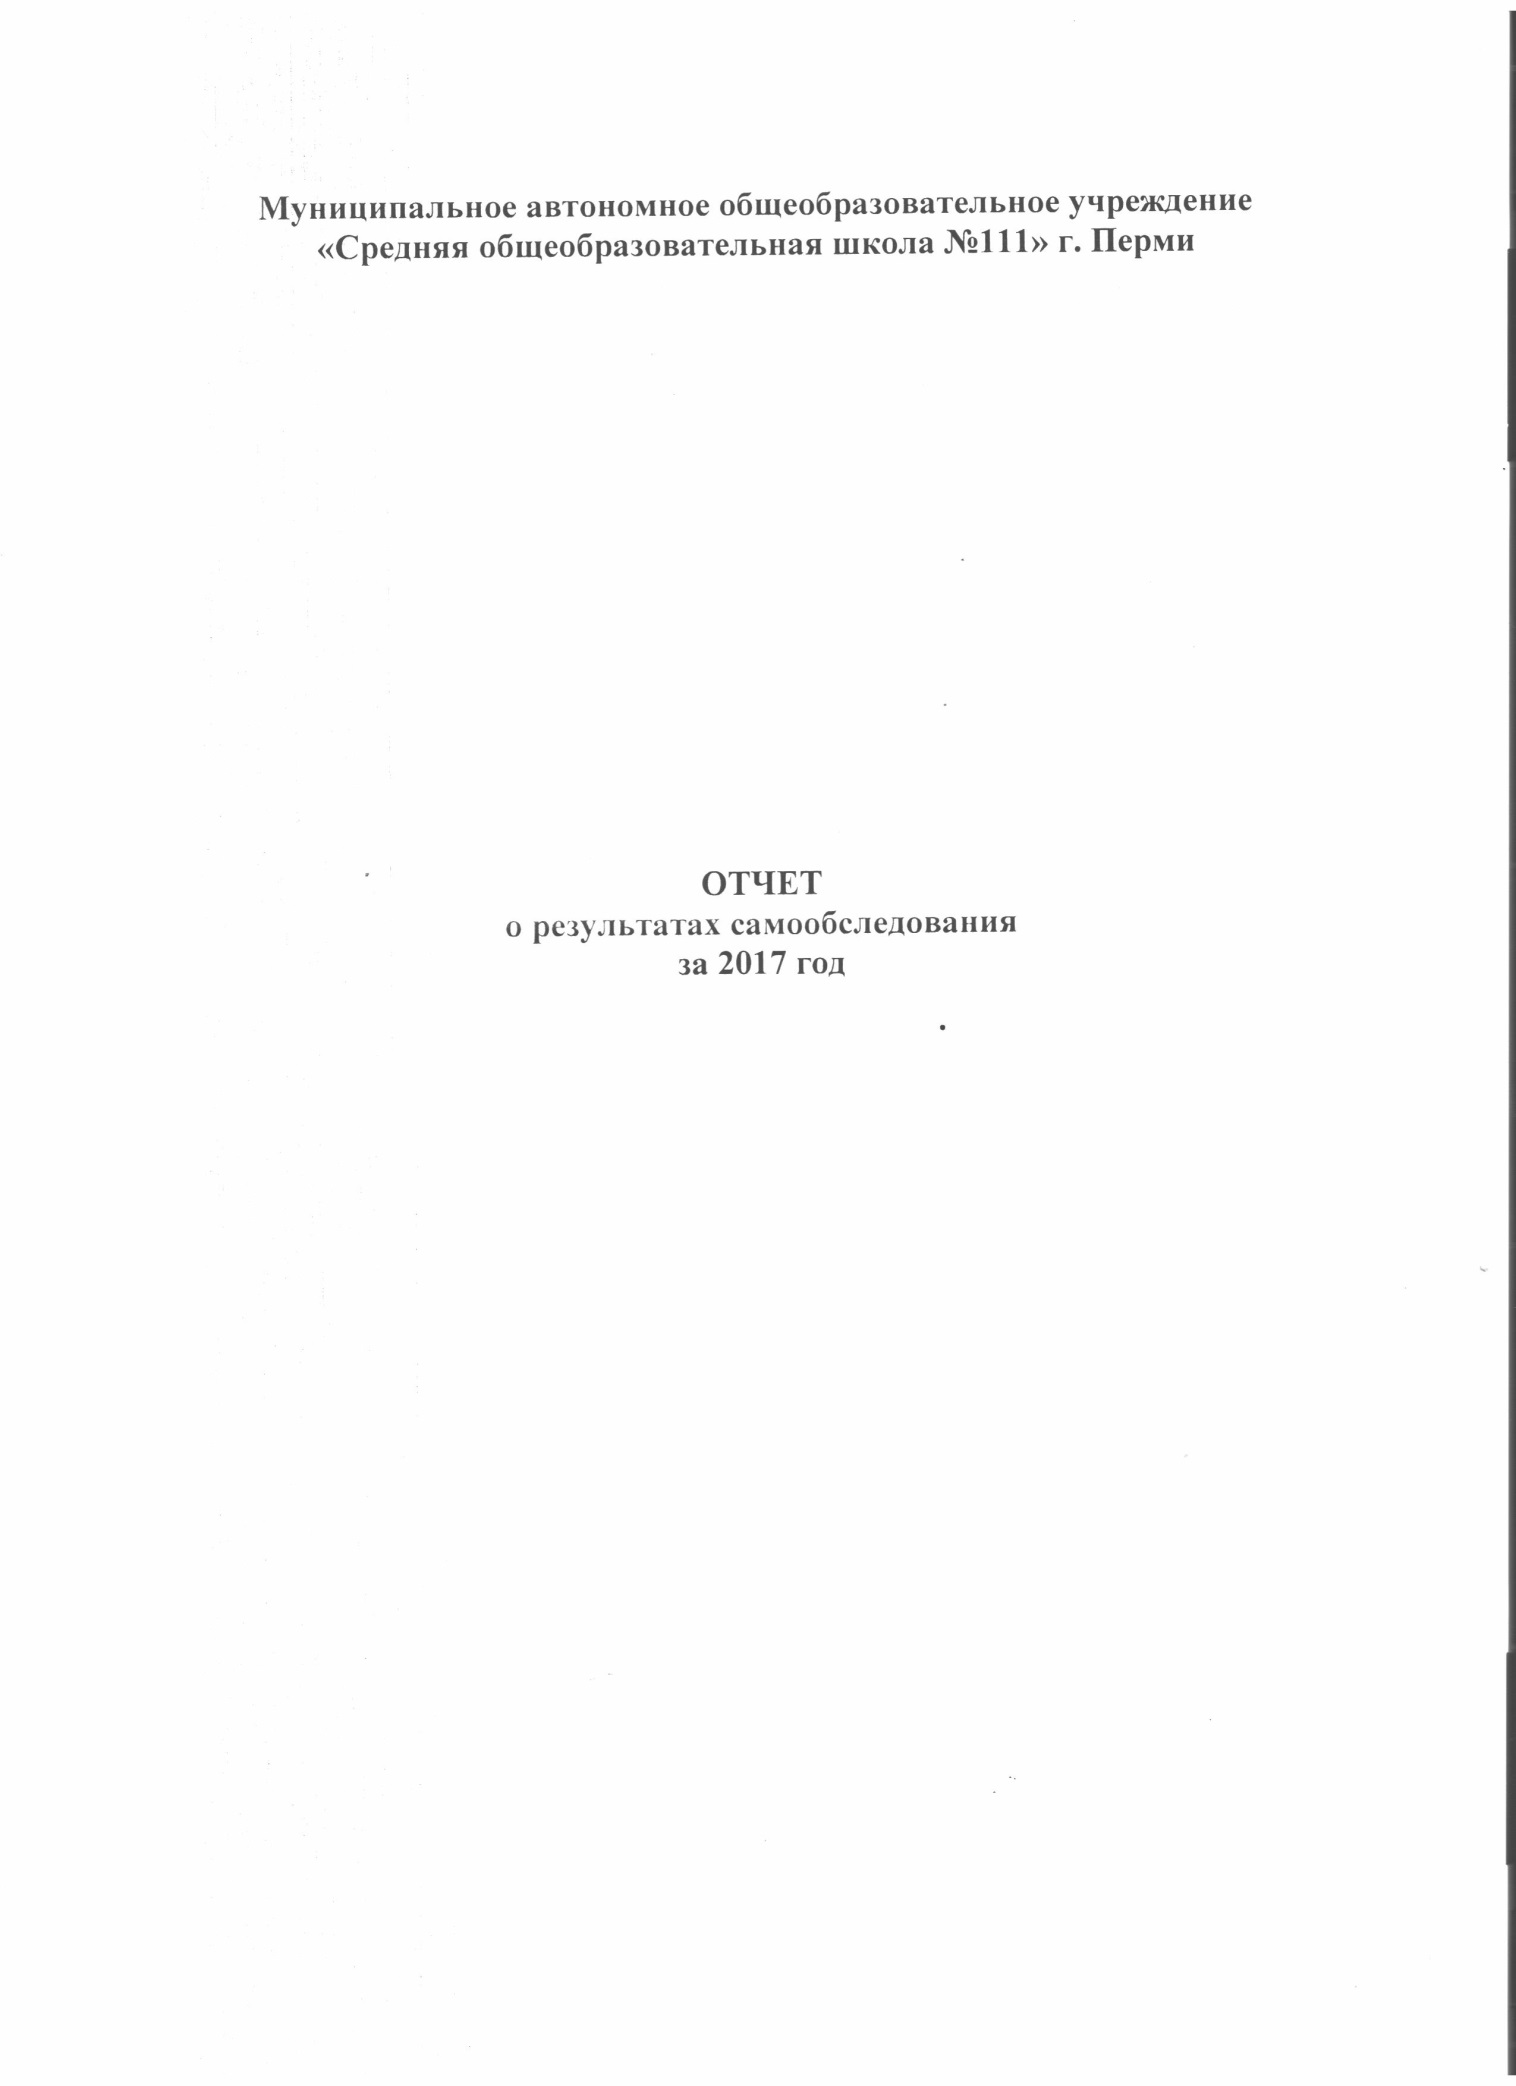 Муниципальное автономное общеобразовательное учреждение
«Средняя общеобразовательная школа №111» г. Перми
ОТЧЕТ
о результатах самообследования
за 2017 год